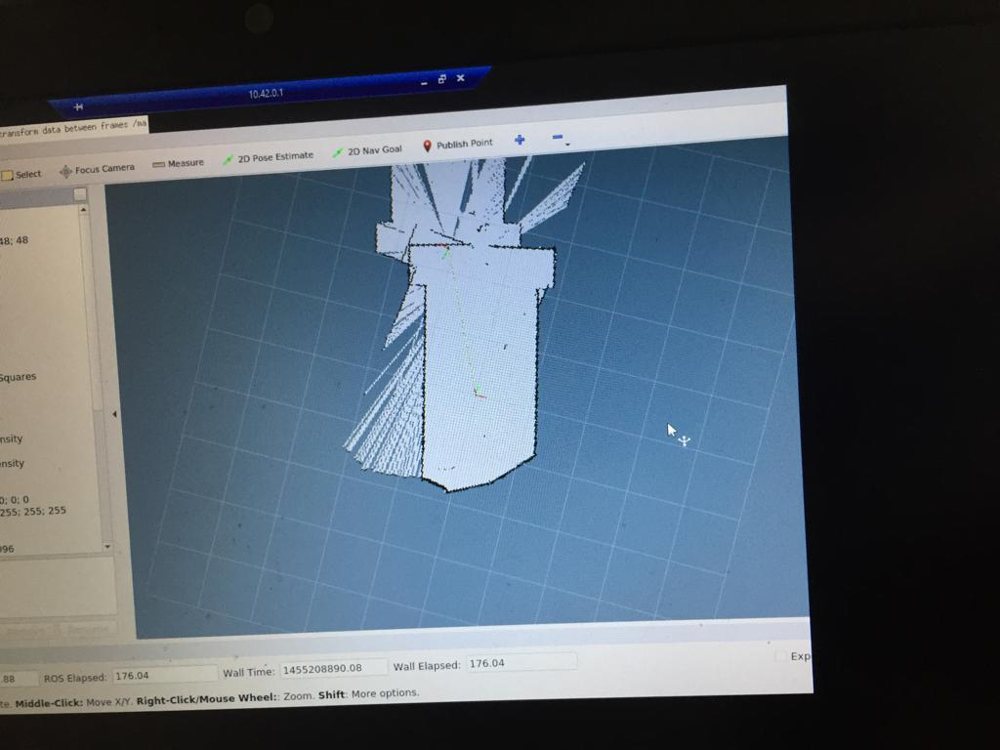 10.42.0.1
transform data between frames /ma
Select Focus Camera Measure 2D Pose Estimate 2D Nav Goal Publish Point
48; 48
Squares
nsity
ensity
0; 0; 0
255; 255; 255
096
.88 ROS Elapsed: 176.04 Wall Time: 1455208890.08 Wall Elapsed: 176.04 Exp
te. Middle-Click: Move X/Y. Right-Click/Mouse Wheel:: Zoom. Shift: More options.